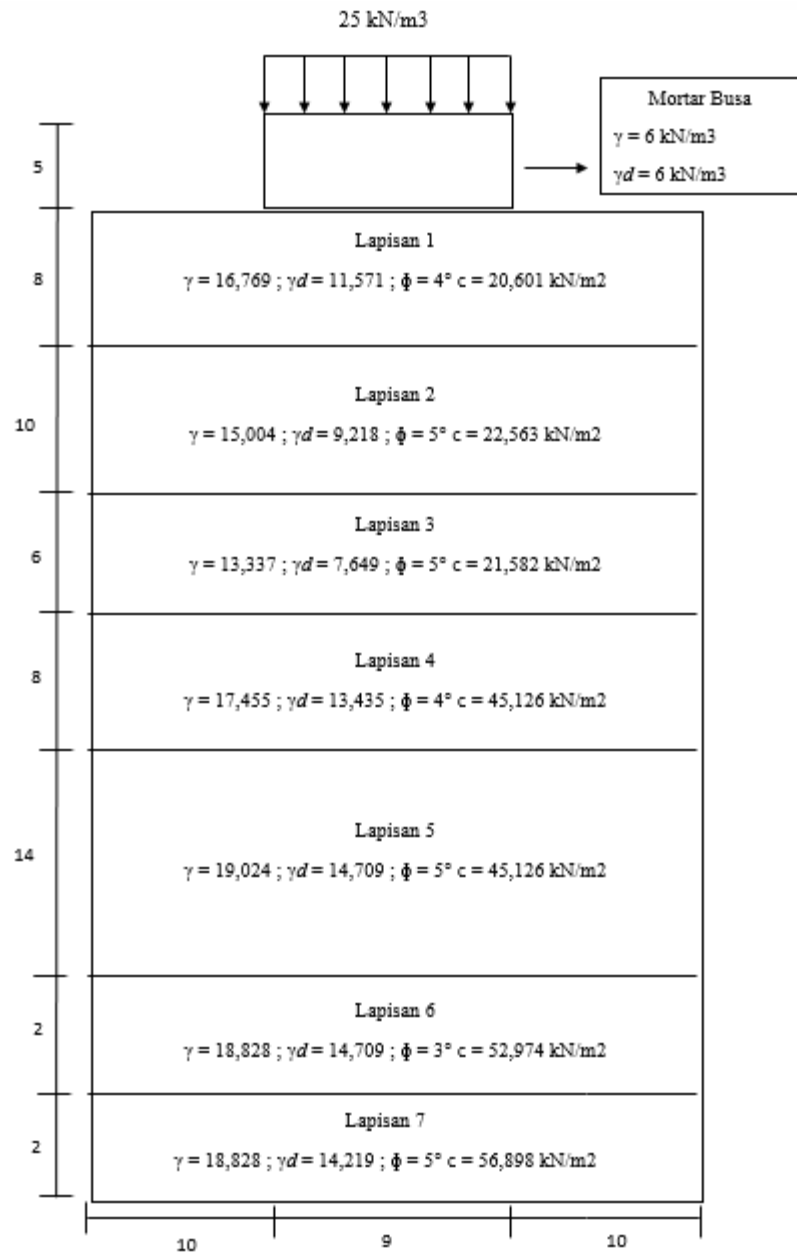 25 kN/m3
Mortar Busa
γ = 6 kN/m3
γd = 6 kN/m3
5
Lapisan 1
γ = 16,769 ; γd = 11,571 ; ϕ = 4° c = 20,601 kN/m2
8
Lapisan 2
γ = 15,004 ; γd = 9,218 ; ϕ = 5° c = 22,563 kN/m2
10
Lapisan 3
γ = 13,337 ; γd = 7,649 ; ϕ = 5° c = 21,582 kN/m2
6
Lapisan 4
γ = 17,455 ; γd = 13,435 ; ϕ = 4° c = 45,126 kN/m2
8
Lapisan 5
γ = 19,024 ; γd = 14,709 ; ϕ = 5° c = 45,126 kN/m2
14
Lapisan 6
γ = 18,828 ; γd = 14,709 ; ϕ = 3° c = 52,974 kN/m2
2
Lapisan 7
γ = 18,828 ; γd = 14,219 ; ϕ = 5° c = 56,898 kN/m2
2
10 9 10